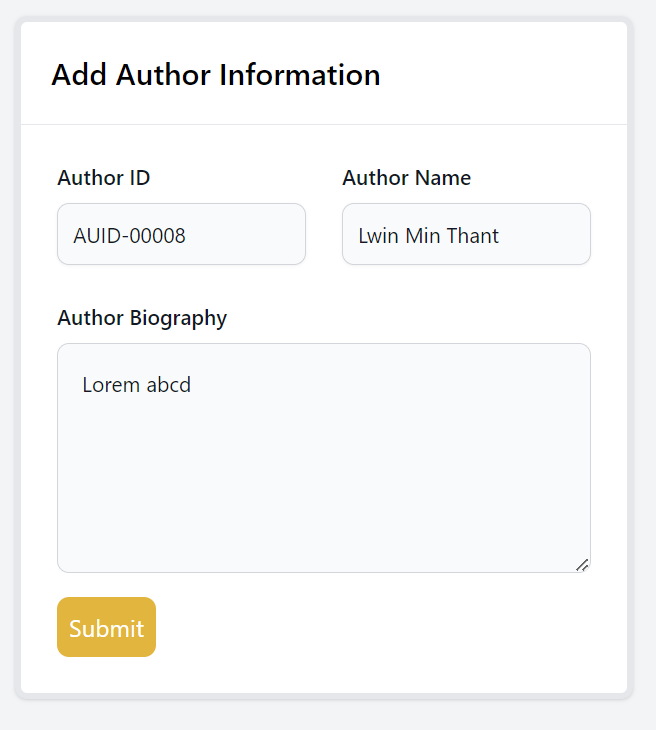 Add Author Information
Author ID
Author Name
AUID-00008
Lwin Min Thant
Author Biography
Lorem abcd
Submit